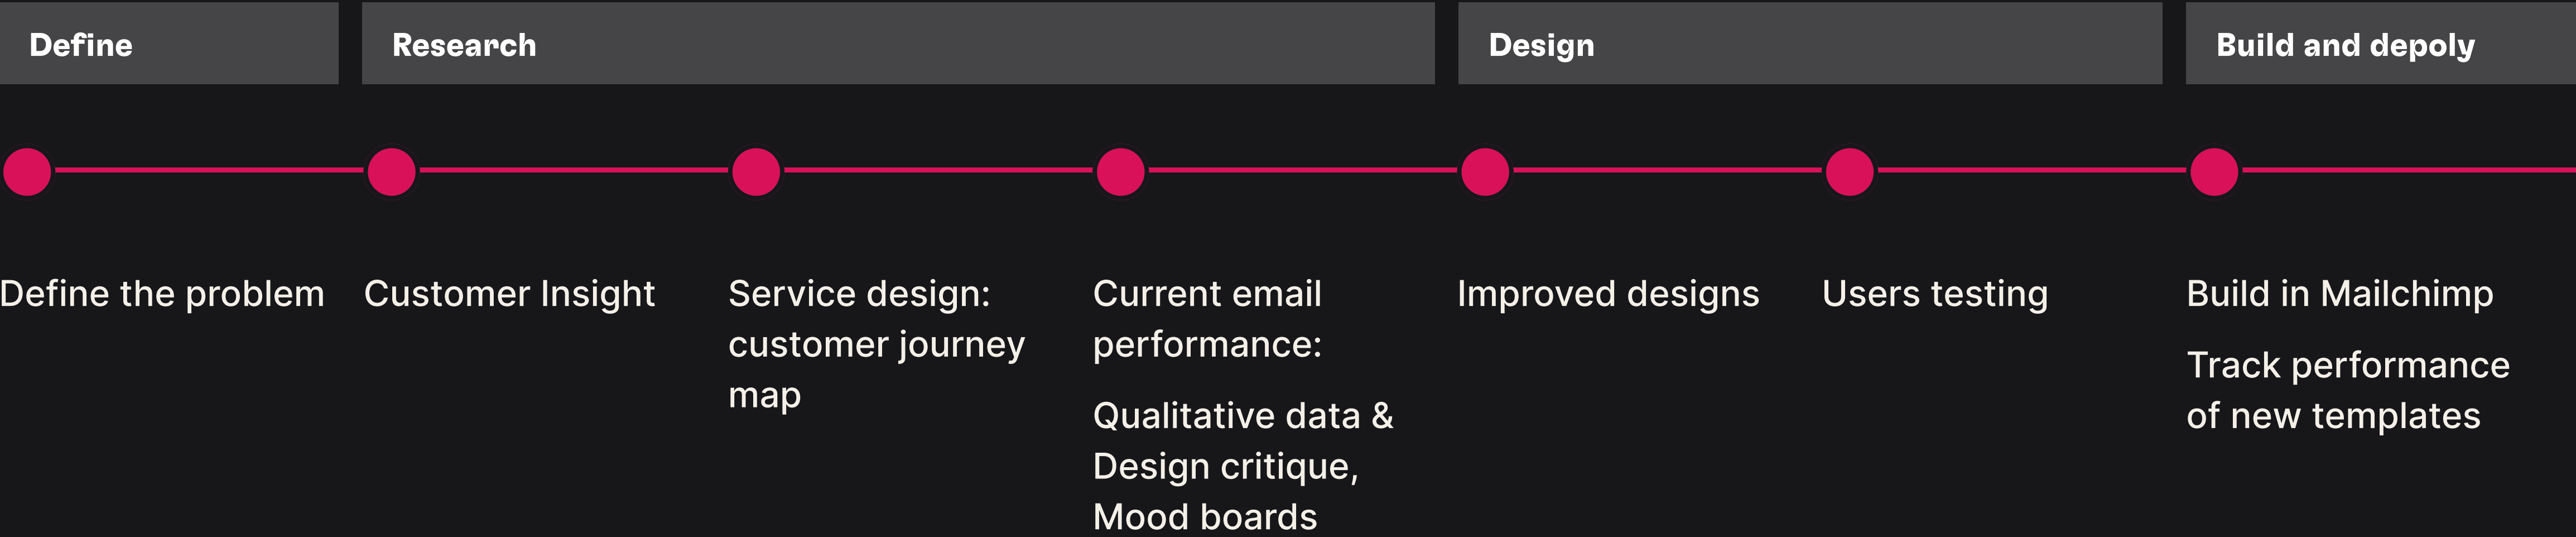 Define
Research
Design
Build and depoly
Define the problem
Customer Insight
Service design:
customer journey
map
Current email
performance:
Qualitative data &
Design critique,
Mood boards
Improved designs
Users testing
Build in Mailchimp
Track performance
of new templates